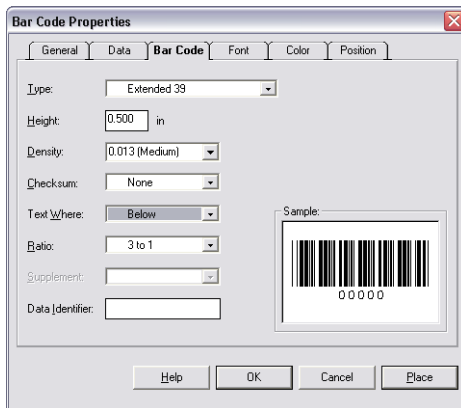 Bar Code Properties
General Data Bar Code Font Color Position
Type: Extended 39
Height: 0.500 in
Density: 0.013 (Medium)
Checksum: None
Text Where: Below
Ratio: 3 to 1
Supplement:
Data Identifier:
Sample:
00000
Help OK Cancel Place